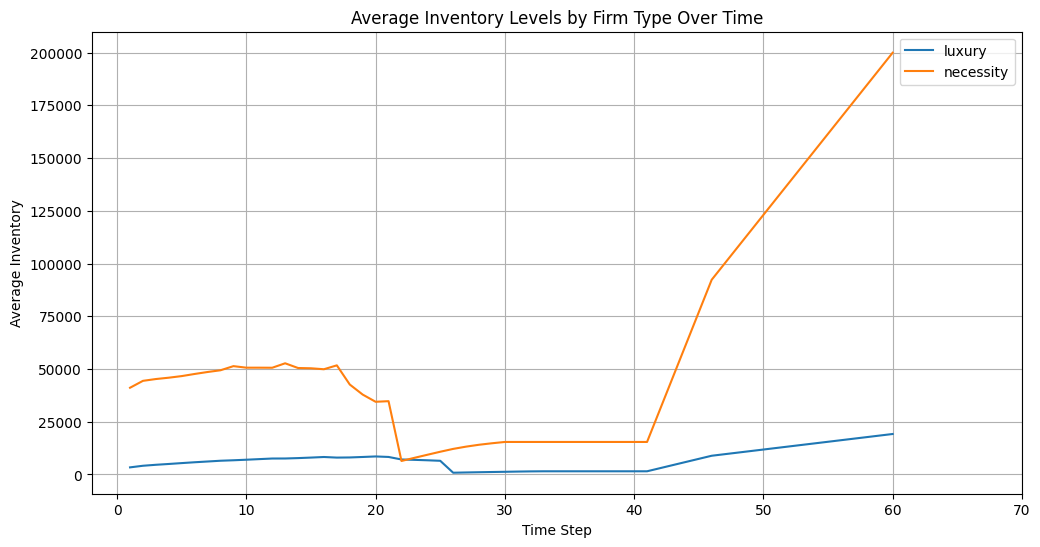 Average Inventory Levels by Firm Type Over Time
luxury
necessity
Average Inventory
200000
175000
150000
125000
100000
75000
50000
25000
0
0 10 20 30 40 50 60 70
Time Step